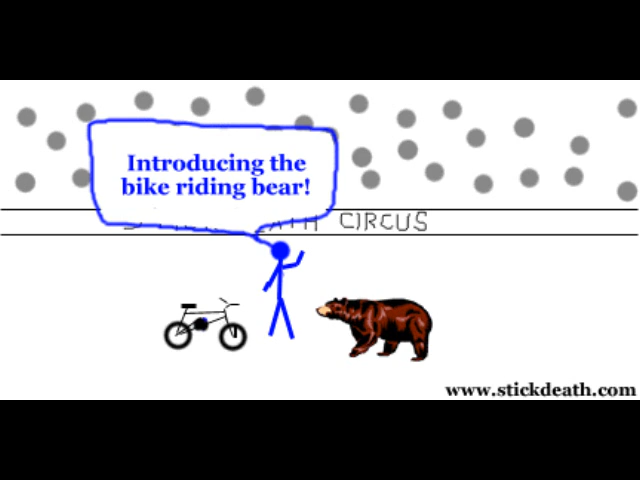 Introducing the
bike riding bear!
CIRCUS
www.stickdeath.com